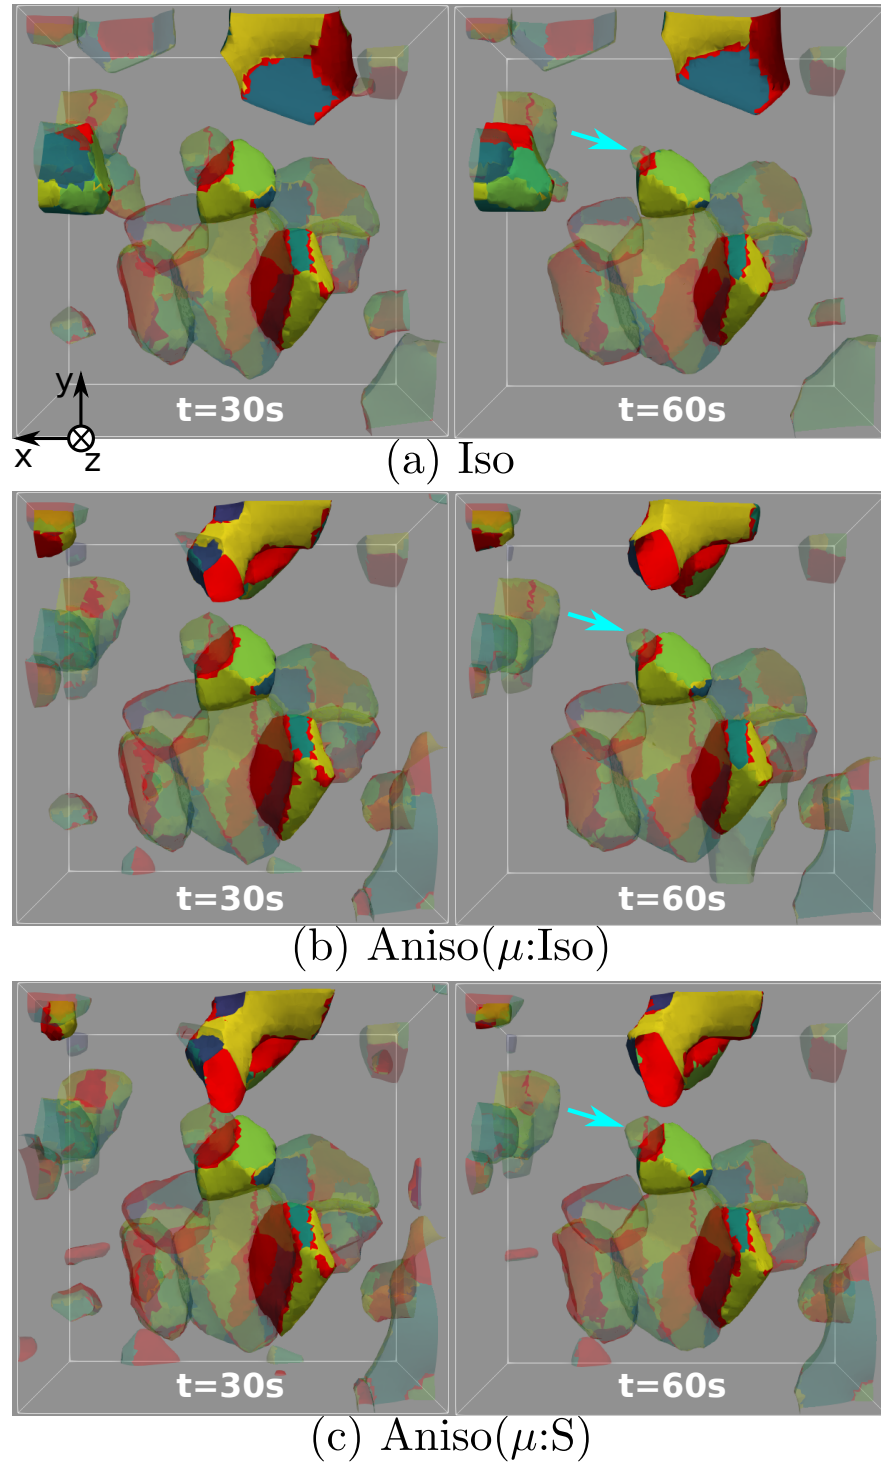 y
x
z
t=30s
t=60s
(a) Iso
t=30s
t=60s
(b) Aniso(μ:Iso)
t=30s
t=60s
(c) Aniso(μ:S)